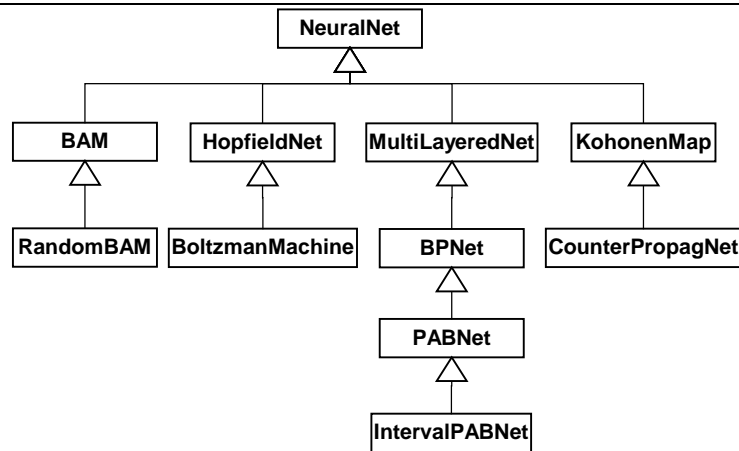 NeuralNet
BAM HopfieldNet MultiLayeredNet KohonenMap
RandomBAM BoltzmanMachine BPNet CounterPropagNet
PABNet
IntervalPABNet